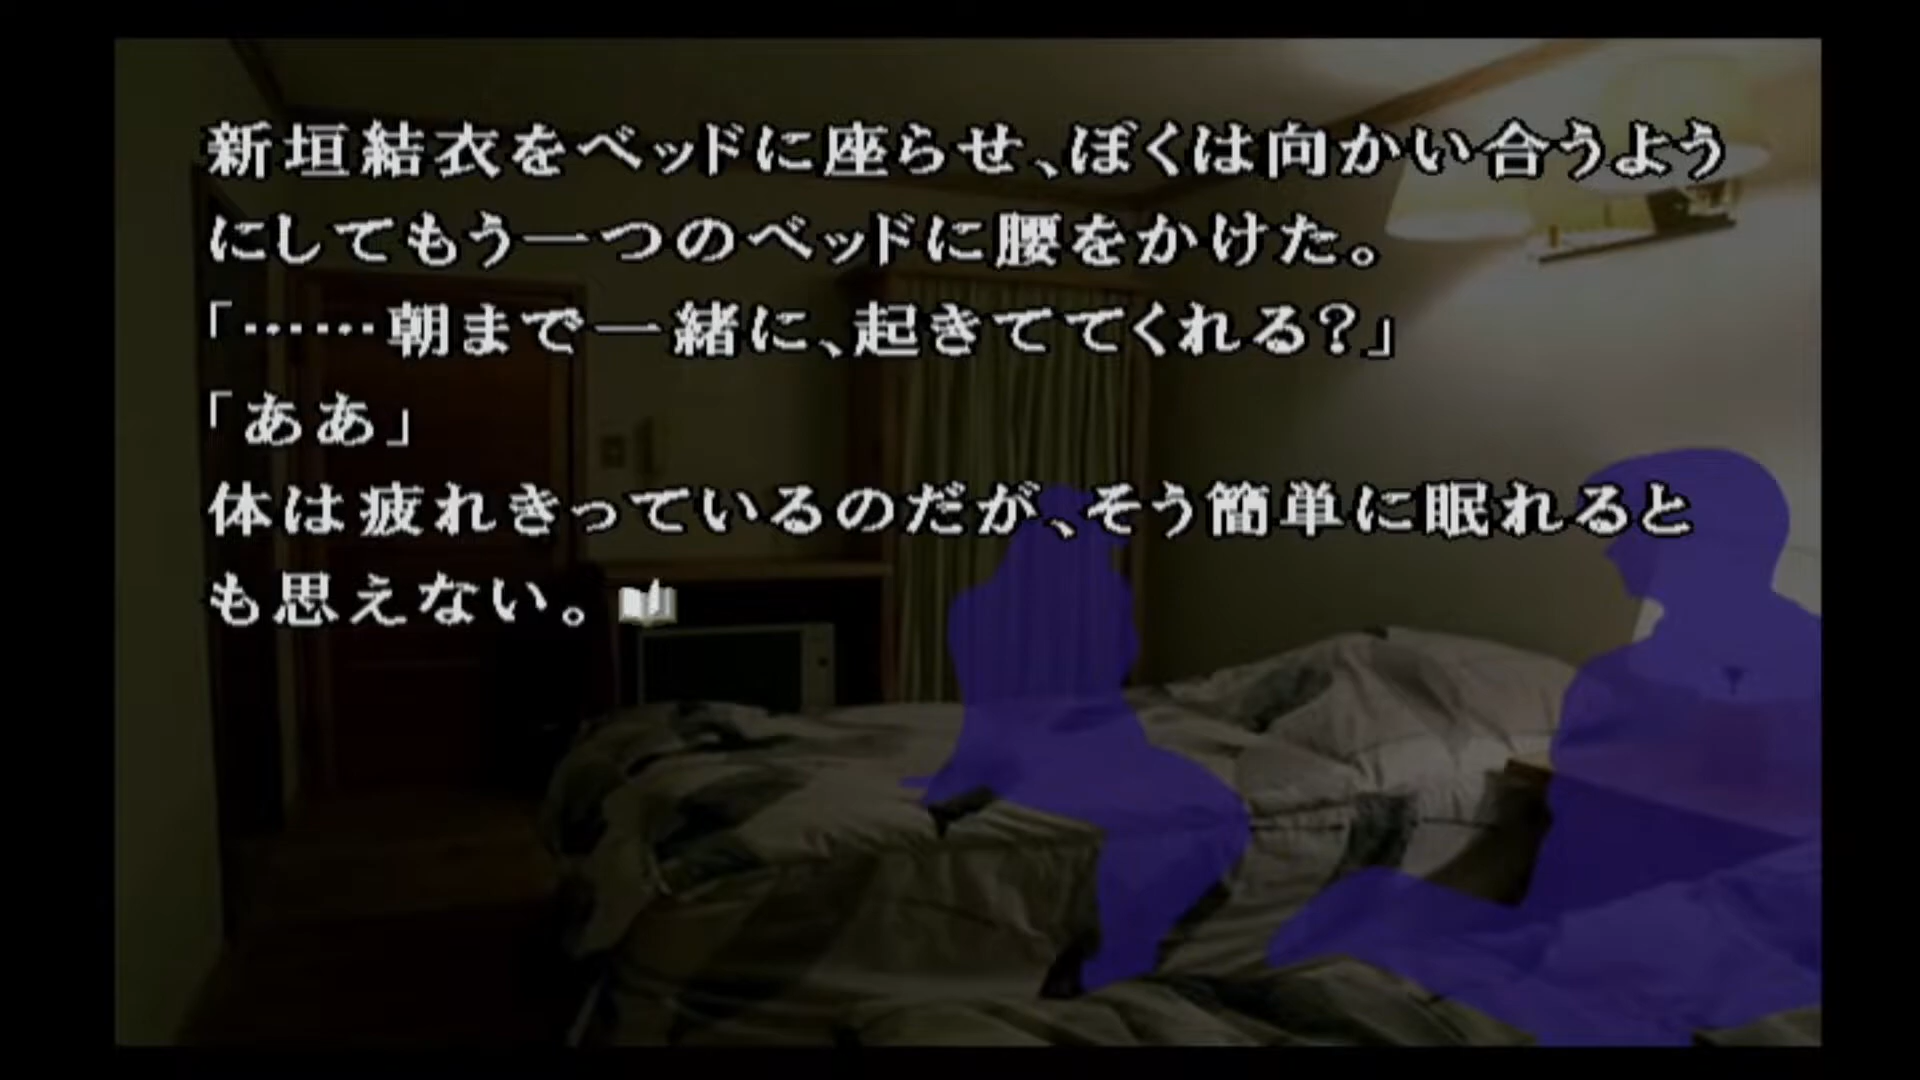 新垣結衣をベッドに座らせ、ぼくは向かい合うよう
にしてもう一つのベッドに腰をかけた。
「……朝まで一緒に、起きててくれる？」
「ああ」
体は疲れきっているのだが、そう簡単に眠れると
も思えない。